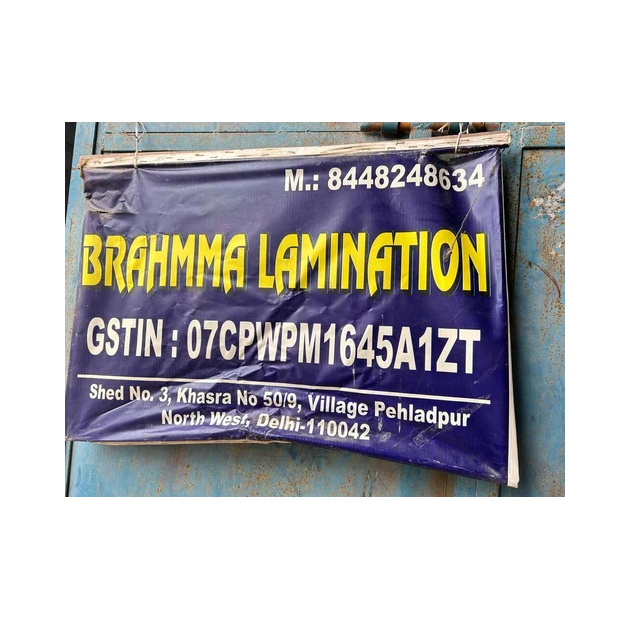 M.: 8448248634
BRAHMMA LAMINATION
GSTIN : 07CPWPM1645A1ZT
Shed No. 3, Khasra No 50/9, Village Pehladpur
North West, Delhi-110042